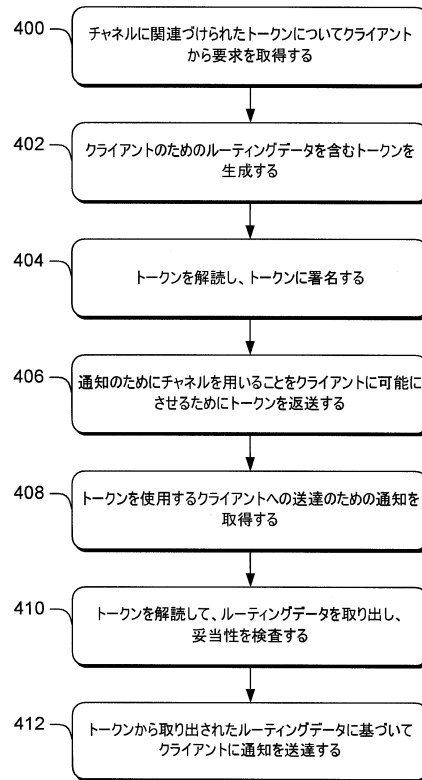 400
チャネルに関連づけられたトークンについてクライアント
から要求を取得する
402
クライアントのためのルーティングデータを含むトークンを
生成する
404
トークンを解読し、トークンに署名する
406
通知のためにチャネルを用いることをクライアントに可能に
させるためにトークンを返送する
408
トークンを使用するクライアントへの送達のための通知を
取得する
410
トークンを解読して、ルーティングデータを取り出し、
妥当性を検査する
412
トークンから取り出されたルーティングデータに基づいて
クライアントに通知を送達する